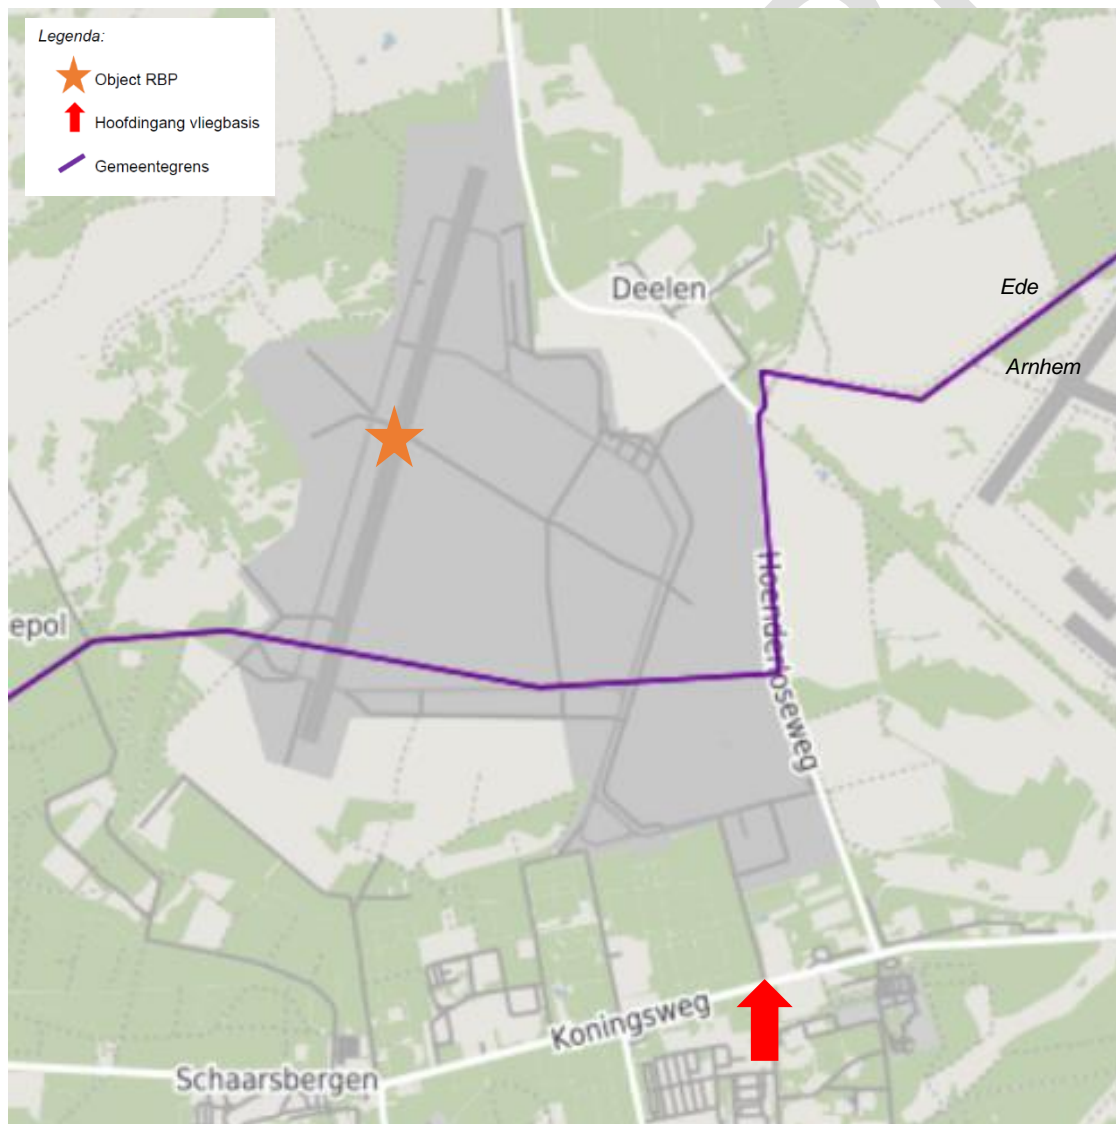 Legenda:
Object RBP
Hoofdingang vliegbasis
Gemeentegrens
Deelen
Ede
Arnhem
epol
Hoenderloseweg
Koningsweg
Schaarsbergen